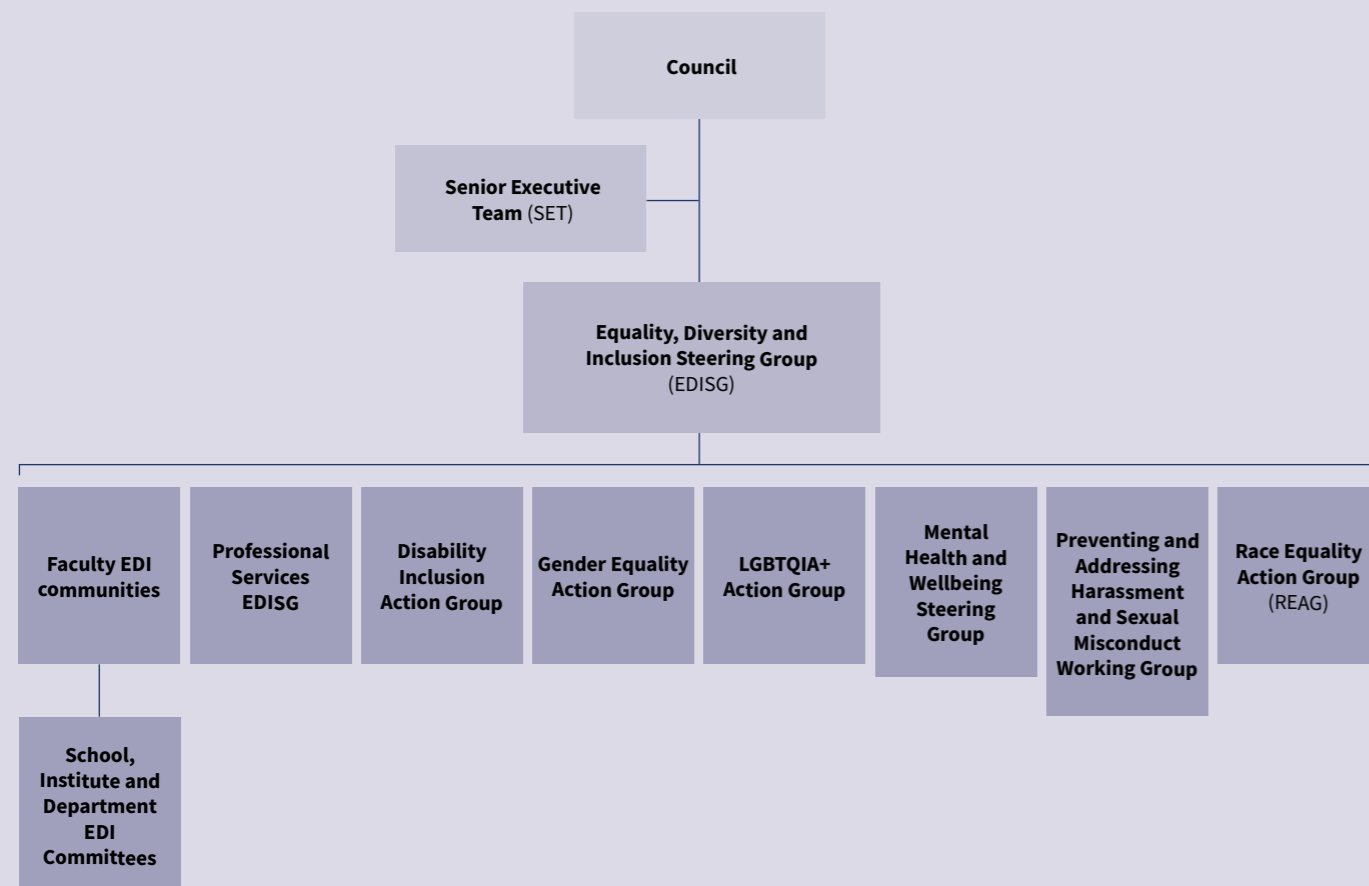 Council
Senior Executive
Team (SET)
Equality, Diversity and
Inclusion Steering Group
(EDISG)
Faculty EDI
communities
Professional
Services
EDISG
Disability
Inclusion
Action Group
Gender Equality
Action Group
LGBTQIA+
Action Group
Mental
Health and
Wellbeing
Steering
Group
Preventing and
Addressing
Harassment
and Sexual
Misconduct
Working Group
Race Equality
Action Group
(REAG)
School,
Institute and
Department
EDI
Committees